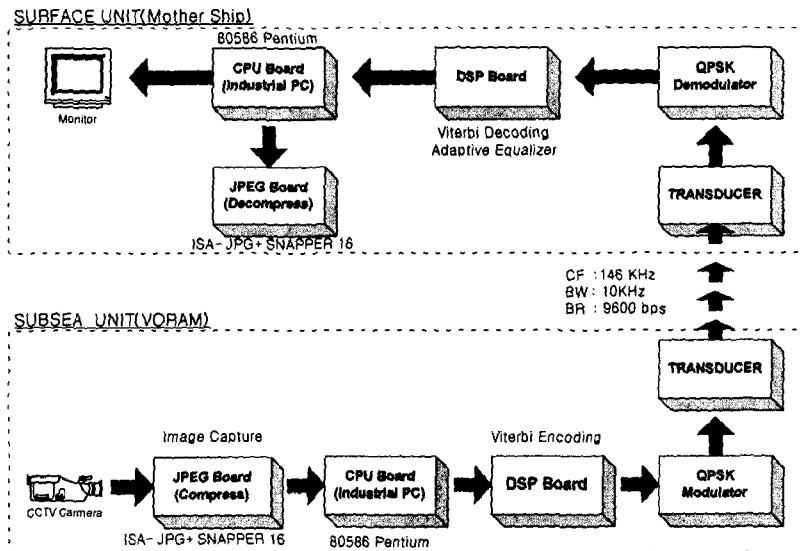 SURFACE UNIT(Mother Ship)
80586 Pentium
Monitor
CPU Board
(Industrial PC)
DSP Board
QPSK
Demodulator
Viterbi Decoding
Adaptive Equalizer
JPEG Board
(Decompress)
TRANSDUCER
ISA-JPG+ SNAPPER 16
CF : 146 KHz
BW : 10KHz
BR : 9600 bps
SUBSEA UNIT(VORAM)
TRANSDUCER
Image Capture
Viterbi Encoding
JPEG Board
(Compress)
CPU Board
(Industrial PC)
DSP Board
QPSK
Modulator
CCTV Carmera
ISA-JPG+ SNAPPER 16
80586 Pentium